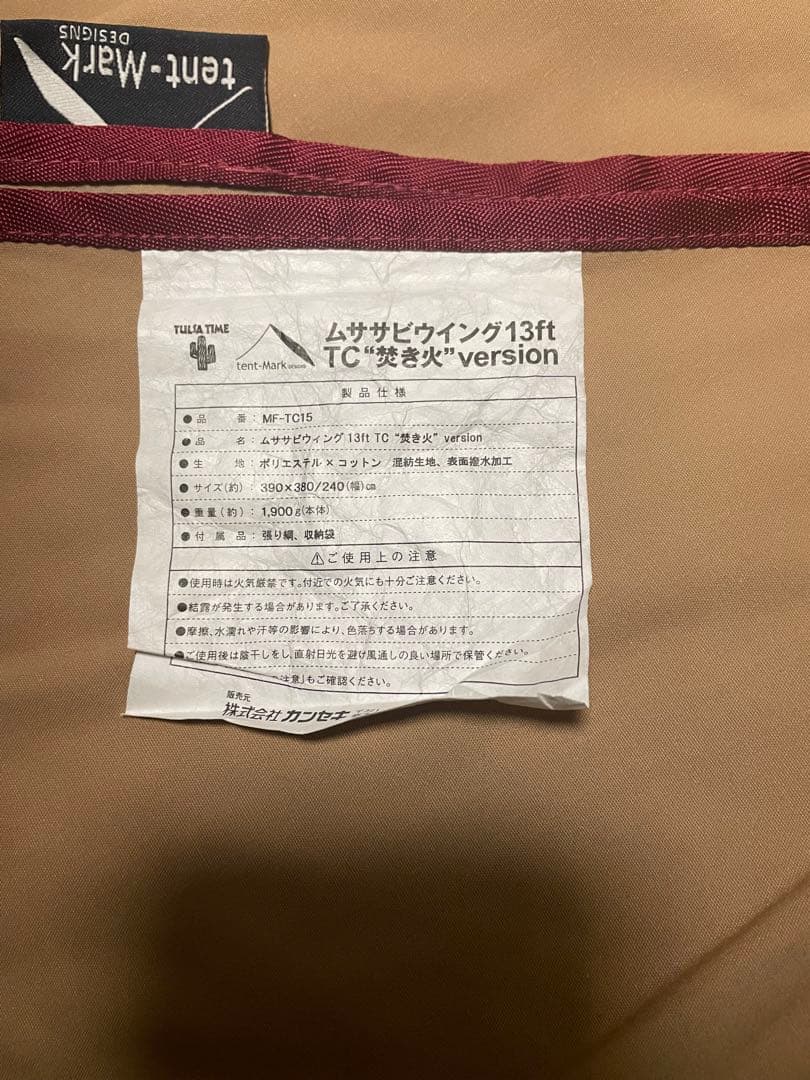 tent-Mark
DESIGNS
TULSA TIME
tent-Mark DESIGNS
ムササビウイング13ft
TC“焚き火”version
製品仕様
●品番：MF-TC15
●品名：ムササビウィング 13ft TC “焚き火” version
●生地：ポリエステル×コットン 混紡生地、表面撥水加工
●サイズ(約)：390×380/240(幅)㎝
●重量(約)：1,900g(本体)
●付属品：張り綱、収納袋
⚠ご使用上の注意
●使用時は火気厳禁です。付近での火気にも十分ご注意ください。
●結露が発生する場合があります。ご了承ください。
●摩擦、水濡れや汗等の影響により、色落ちする場合があります。
●ご使用後は陰干しをし、直射日光を避け風通しの良い場所で保管ください。
注意」もご確認ください。
販売元
株式会社 カンセキ